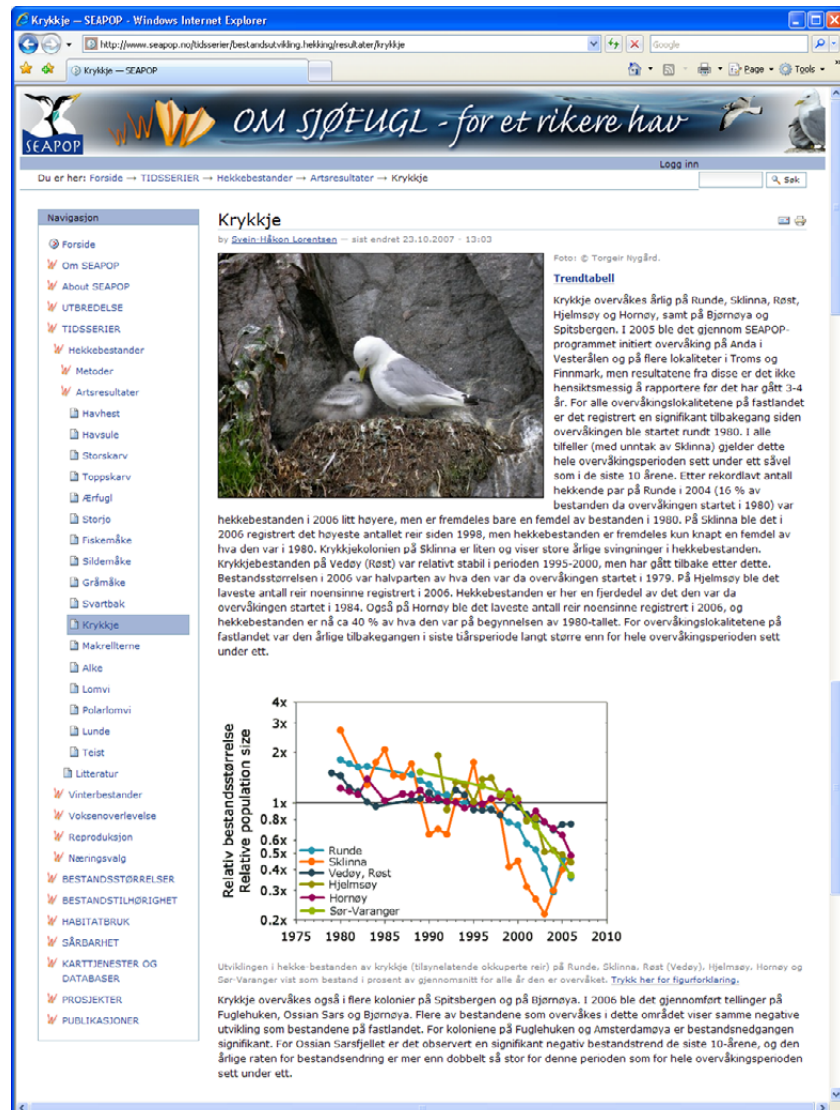 Krykkje — SEAPOP - Windows Internet Explorer
http://www.seapop.no/tidsserier/bestandsutvikling.hekking/resultater/krykkje
Google
Krykkje — SEAPOP
Page
Tools
SEAPOP
OM SJØFUGL - for et rikere hav
Logg inn
Du er her: Forside → TIDSSERIER → Hekkebestander → Artsresultater → Krykkje
Søk
Navigasjon
Forside
Om SEAPOP
About SEAPOP
UTBREDELSE
TIDSSERIER
Hekkebestander
Metoder
Artsresultater
Havhest
Havsule
Storskarv
Toppskarv
Ærfugl
Storjo
Fiskemåke
Sildemåke
Gråmåke
Svartbak
Krykkje
Makrellterne
Alke
Lomvi
Polarlomvi
Lunde
Teist
Litteratur
Vinterbestander
Voksenoverlevelse
Reproduksjon
Næringsvalg
BESTANDSSTØRRELSER
BESTANDSTILHØRIGHET
HABITATBRUK
SÅRBARHET
KARTTJENESTER OG
DATABASER
PROSJEKTER
PUBLIKASJONER
Krykkje
by Svein-Håkon Lorentsen — sist endret 23.10.2007 - 13:03
Foto: © Torgeir Nygård.
Trendtabell
Krykkje overvåkes årlig på Runde, Sklinna, Røst,
Hjelmsøy og Hornøy, samt på Bjørnøya og
Spitsbergen. I 2005 ble det gjennom SEAPOP-
programmet initiert overvåking på Anda i
Vesterålen og på flere lokaliteter i Troms og
Finnmark, men resultatene fra disse er det ikke
hensiktsmessig å rapportere før det har gått 3-4
år. For alle overvåkingslokalitetene på fastlandet
er det registrert en signifikant tilbakegang siden
overvåkingen ble startet rundt 1980. I alle
tilfeller (med unntak av Sklinna) gjelder dette
hele overvåkingsperioden sett under ett såvel
som i de siste 10 årene. Etter rekordlavt antall
hekkende par på Runde i 2004 (16 % av
bestanden da overvåkingen startet i 1980) var
hekkebestanden i 2006 litt høyere, men er fremdeles bare en femdel av bestanden i 1980. På Sklinna ble det i
2006 registrert det høyeste antallet reir siden 1998, men hekkebestanden er fremdeles kun knapt en femdel av
hva den var i 1980. Krykkjekolonien på Sklinna er liten og viser store årlige svingninger i hekkebestanden.
Krykkjebestanden på Vedøy (Røst) var relativt stabil i perioden 1995-2000, men har gått tilbake etter dette.
Bestandsstørrelsen i 2006 var halvparten av hva den var da overvåkingen startet i 1979. På Hjelmsøy ble det
laveste antall reir noensinne registrert i 2006. Hekkebestanden er her en fjerdedel av det den var da
overvåkingen startet i 1984. Også på Hornøy ble det laveste antall reir noensinne registrert i 2006, og
hekkebestanden er nå ca 40 % av hva den var på begynnelsen av 1980-tallet. For overvåkingslokalitetene på
fastlandet var den årlige tilbakegangen i siste tiårsperiode langt større enn for hele overvåkingsperioden sett
under ett.
Relativ bestandsstørrelse
Relative population size
4x
3x
2x
1x
0.8x
0.6x
0.5x
0.4x
0.3x
0.2x
Runde
Sklinna
Vedøy, Røst
Hjelmsøy
Hornøy
Sør-Varanger
1975 1980 1985 1990 1995 2000 2005 2010
Utviklingen i hekke-bestanden av krykkje (tilsynelatende okkuperte reir) på Runde, Sklinna, Røst (Vedøy), Hjelmsøy, Hornøy og
Sør-Varanger vist som bestand i prosent av gjennomsnitt for alle år den er overvåket. Trykk her for figurforklaring.
Krykkje overvåkes også i flere kolonier på Spitsbergen og på Bjørnøya. I 2006 ble det gjennomført tellinger på
Fuglehuken, Ossian Sars og Bjørnøya. Flere av bestandene som overvåkes i dette området viser samme negative
utvikling som bestandene på fastlandet. For koloniene på Fuglehuken og Amsterdamøya er bestandsnedgangen
signifikant. For Ossian Sarsfjellet er det observert en signifikant negativ bestandstrend de siste 10-årene, og den
årlige raten for bestandsendring er mer enn dobbelt så stor for denne perioden som for hele overvåkingsperioden
sett under ett.